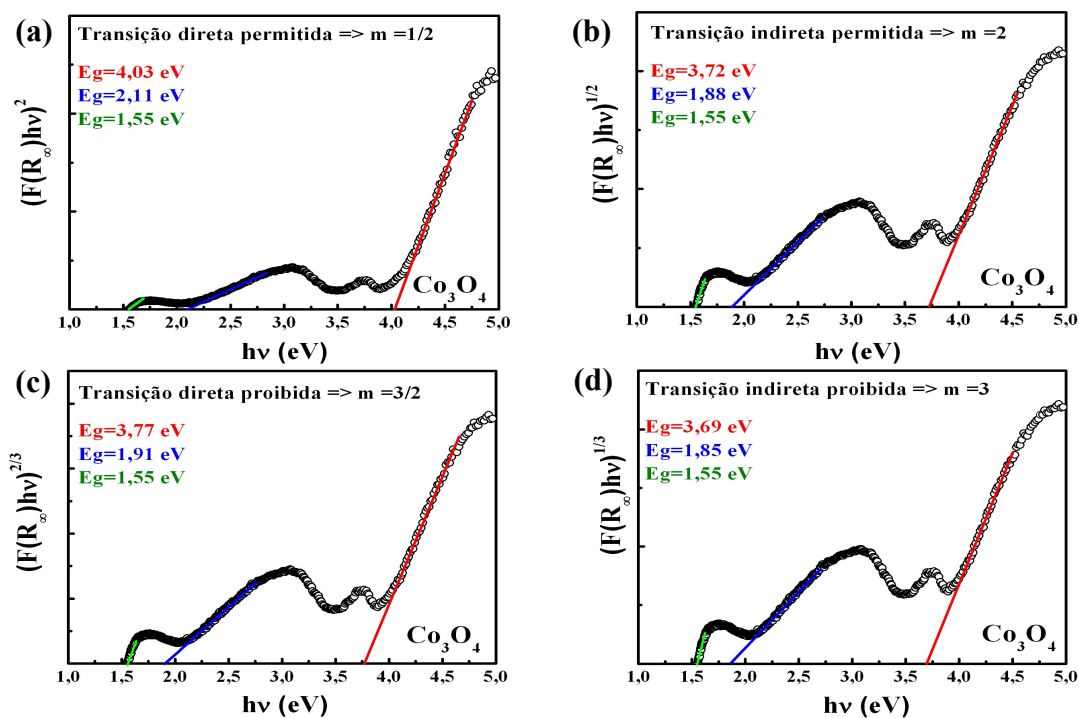 (a)
Transição direta permitida => m =1/2
Eg=4,03 eV
Eg=2,11 eV
Eg=1,55 eV
(F(R∞)hν)²
Co₃O₄
1,0 1,5 2,0 2,5 3,0 3,5 4,0 4,5 5,0
hν (eV)
(b)
Transição indireta permitida => m =2
Eg=3,72 eV
Eg=1,88 eV
Eg=1,55 eV
(F(R∞)hν)^1/2
Co₃O₄
1,0 1,5 2,0 2,5 3,0 3,5 4,0 4,5 5,0
hν (eV)
(c)
Transição direta proibida => m =3/2
Eg=3,77 eV
Eg=1,91 eV
Eg=1,55 eV
(F(R∞)hν)^2/3
Co₃O₄
1,0 1,5 2,0 2,5 3,0 3,5 4,0 4,5 5,0
hν (eV)
(d)
Transição indireta proibida => m =3
Eg=3,69 eV
Eg=1,85 eV
Eg=1,55 eV
(F(R∞)hν)^1/3
Co₃O₄
1,0 1,5 2,0 2,5 3,0 3,5 4,0 4,5 5,0
hν (eV)